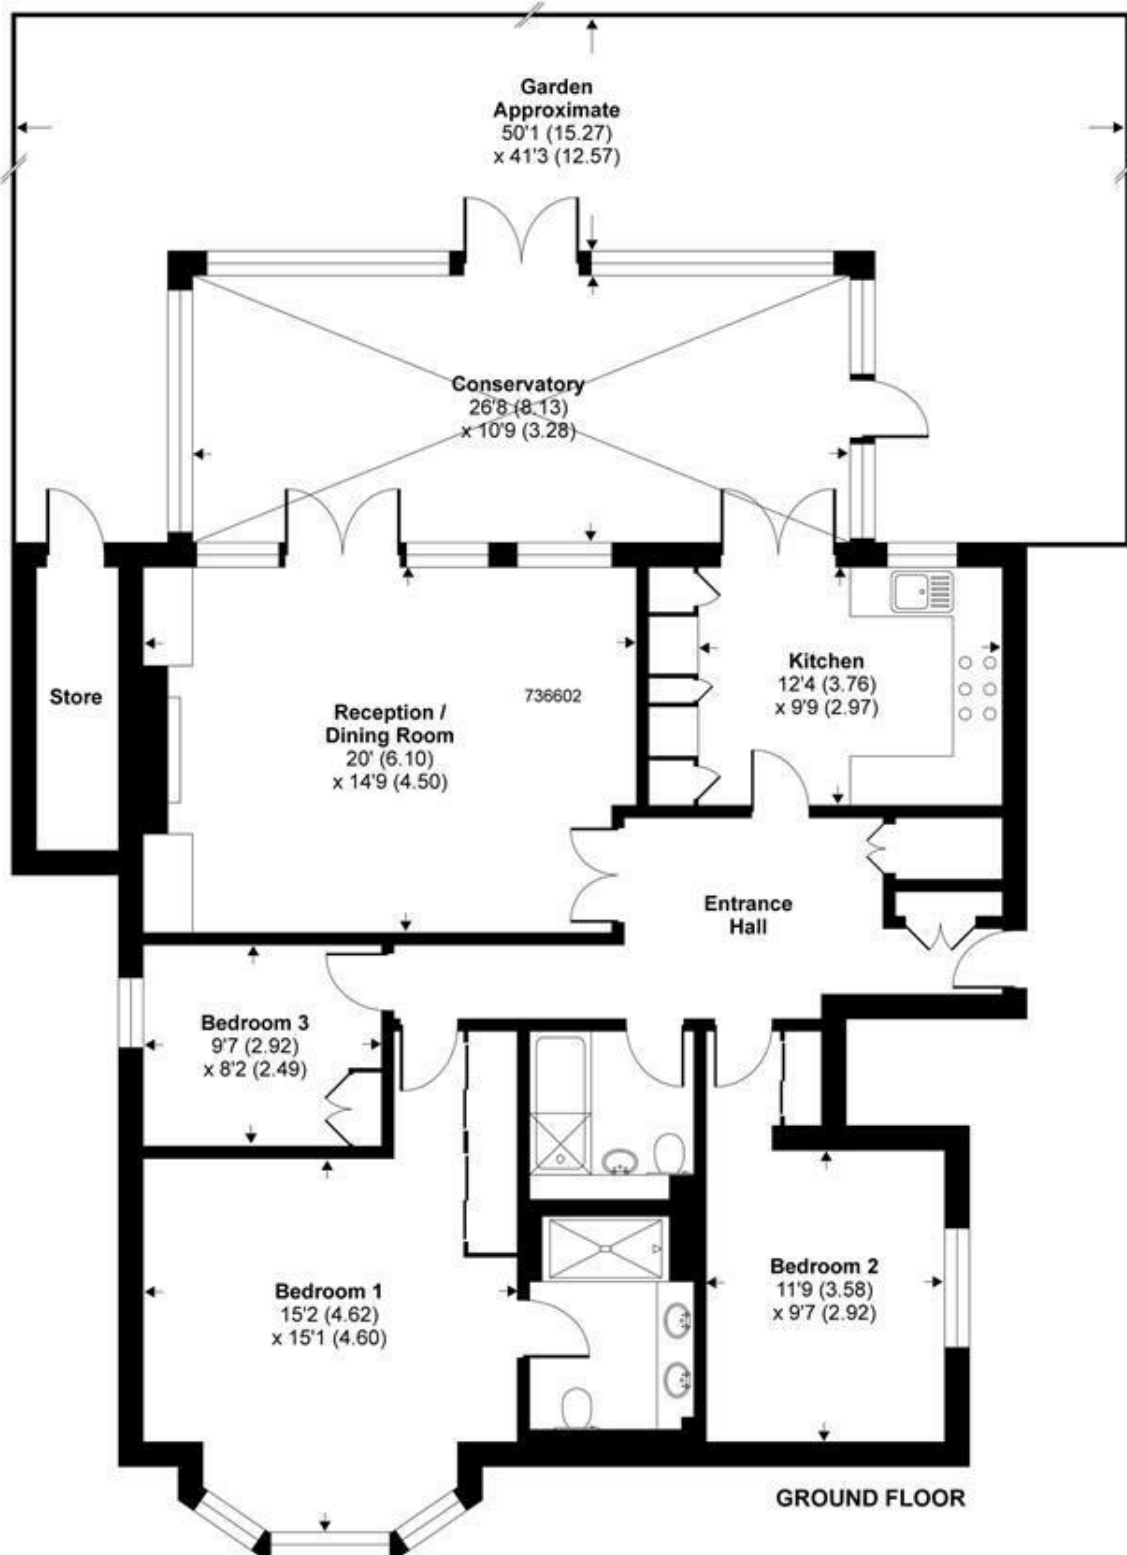 Garden
Approximate
50'1 (15.27)
x 41'3 (12.57)
Conservatory
26'8 (8.13)
x 10'9 (3.28)
Store
Reception /
Dining Room
20' (6.10)
x 14'9 (4.50)
736602
Kitchen
12'4 (3.76)
x 9'9 (2.97)
Entrance
Hall
Bedroom 3
9'7 (2.92)
x 8'2 (2.49)
Bedroom 1
15'2 (4.62)
x 15'1 (4.60)
Bedroom 2
11'9 (3.58)
x 9'7 (2.92)
GROUND FLOOR